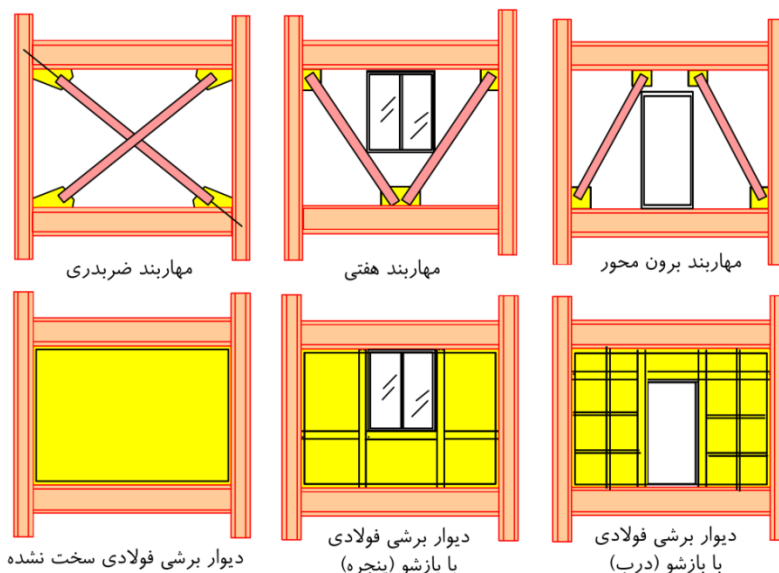 مهاربند ضربدری
مهاربند هفتی
مهاربند برون محور
دیوار برشی فولادی سخت نشده
دیوار برشی فولادی
با بازشو (پنجره)
دیوار برشی فولادی
با بازشو (درب)